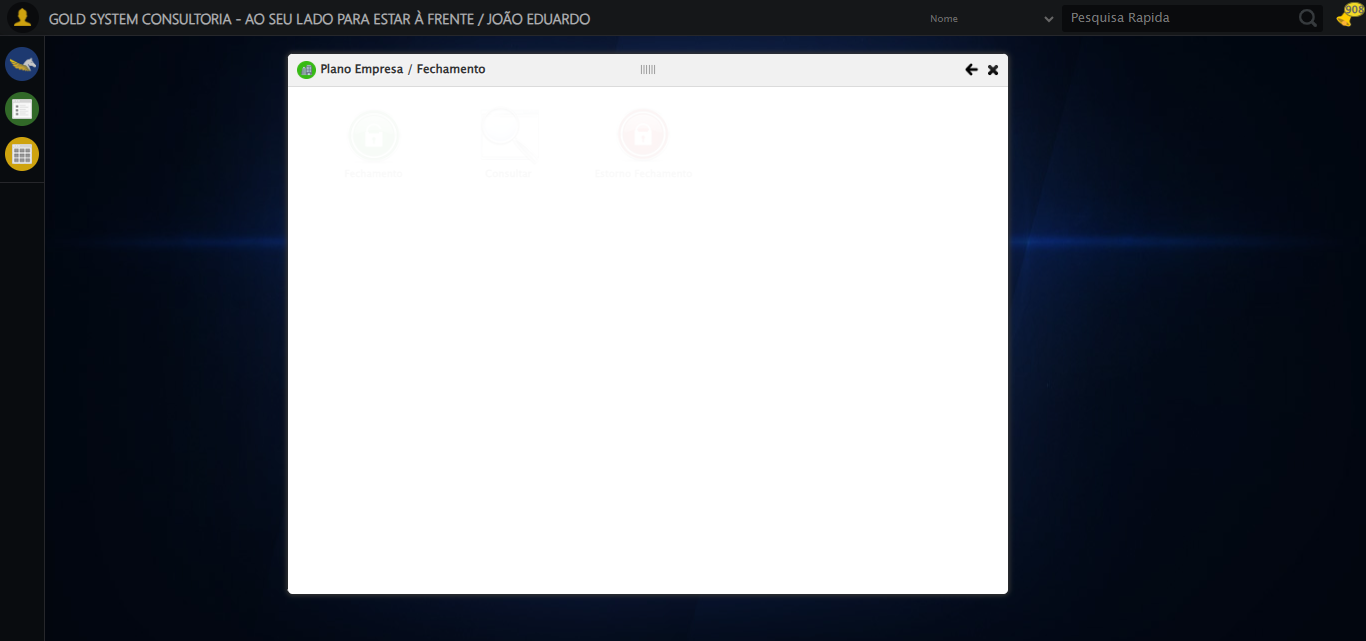 GOLD SYSTEM CONSULTORIA - AO SEU LADO PARA ESTAR À FRENTE / JOÃO EDUARDO
Nome
Pesquisa Rapida
908
Plano Empresa / Fechamento
Fechamento
Consultar
Estorno Fechamento